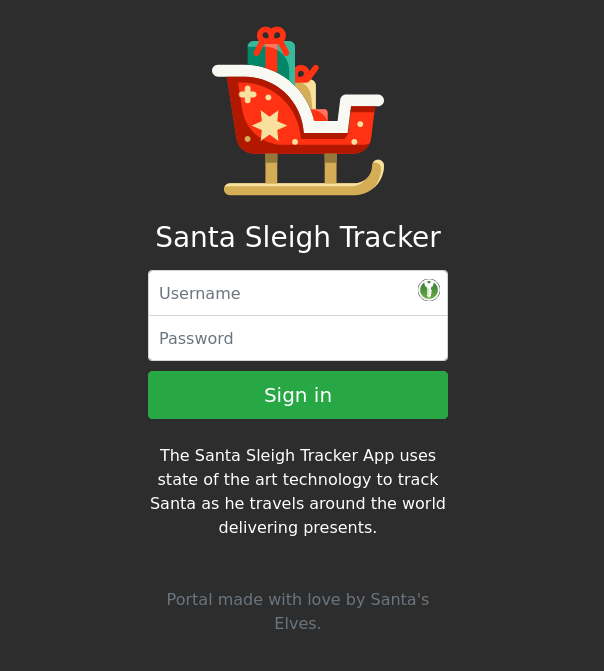 Santa Sleigh Tracker
Username
Password
Sign in
The Santa Sleigh Tracker App uses
state of the art technology to track
Santa as he travels around the world
delivering presents.
Portal made with love by Santa's
Elves.